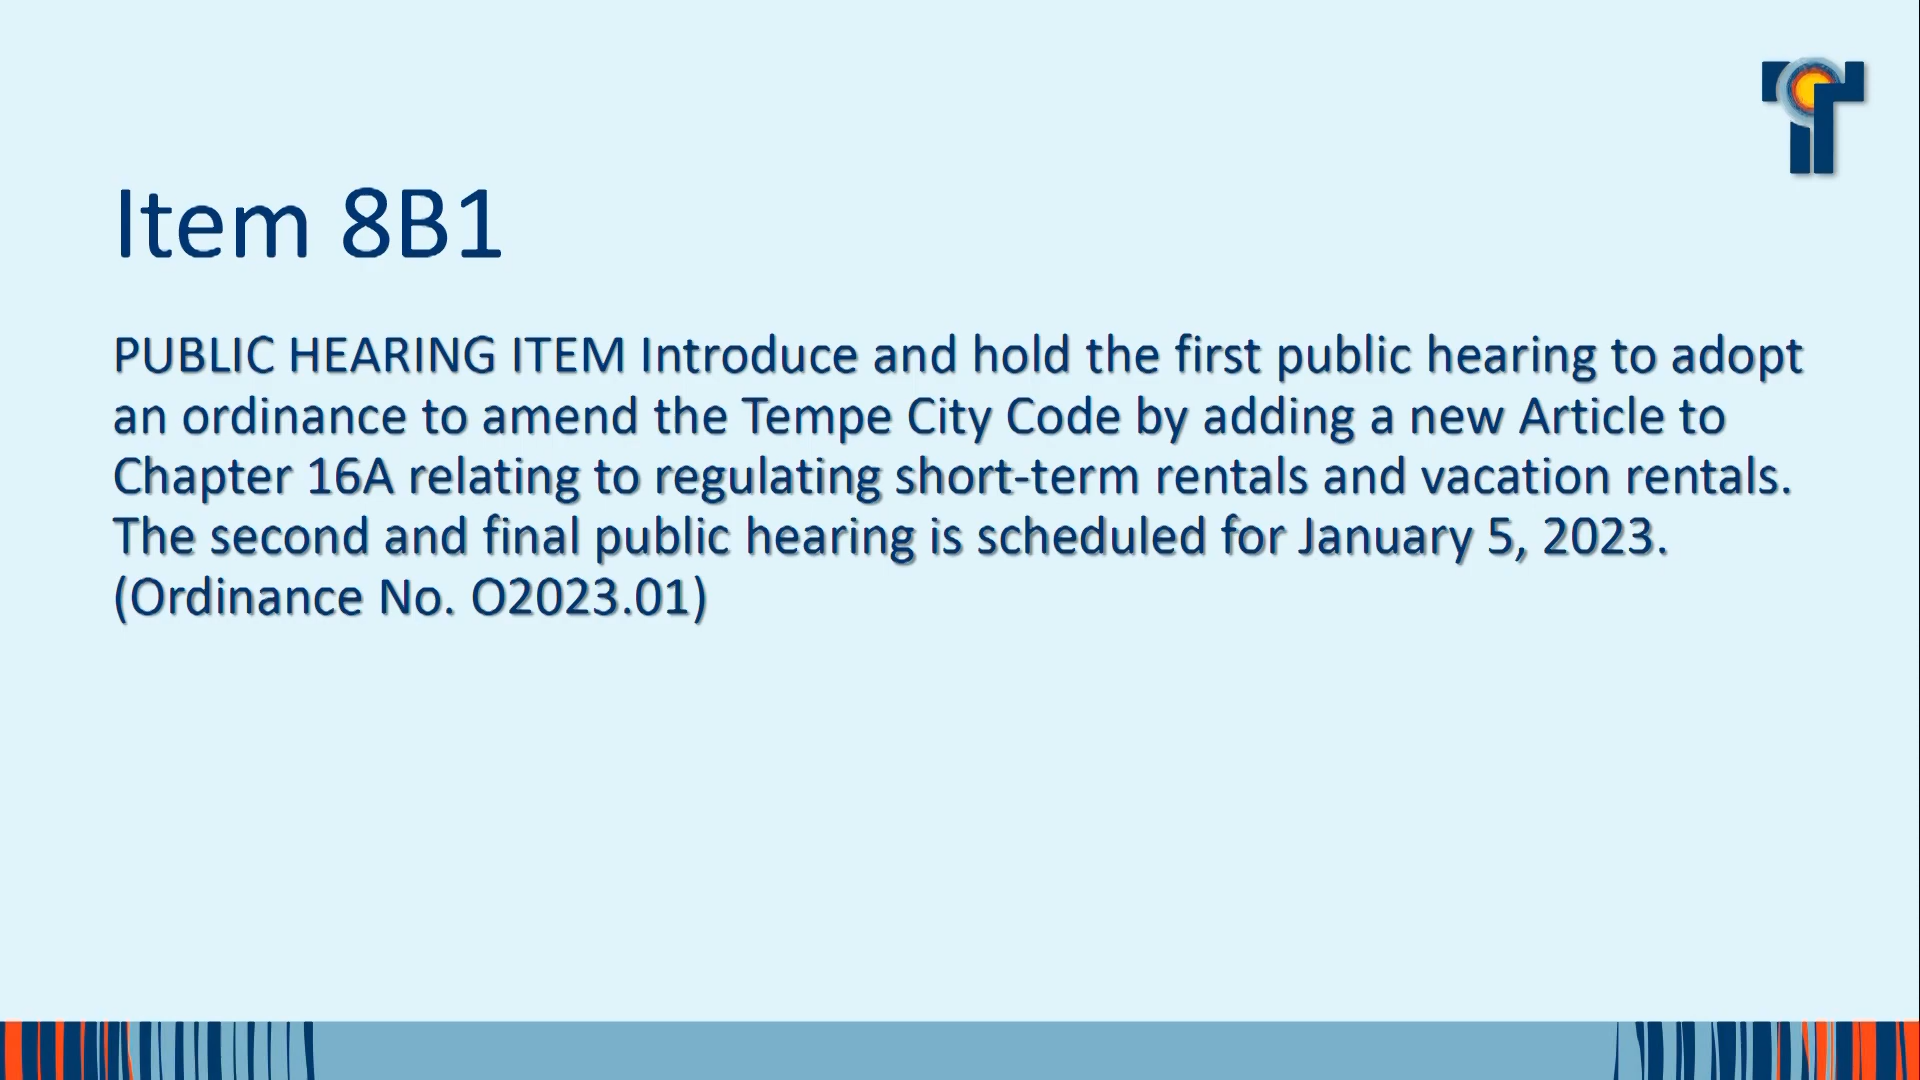 Item 8B1
PUBLIC HEARING ITEM Introduce and hold the first public hearing to adopt
an ordinance to amend the Tempe City Code by adding a new Article to
Chapter 16A relating to regulating short-term rentals and vacation rentals.
The second and final public hearing is scheduled for January 5, 2023.
(Ordinance No. O2023.01)